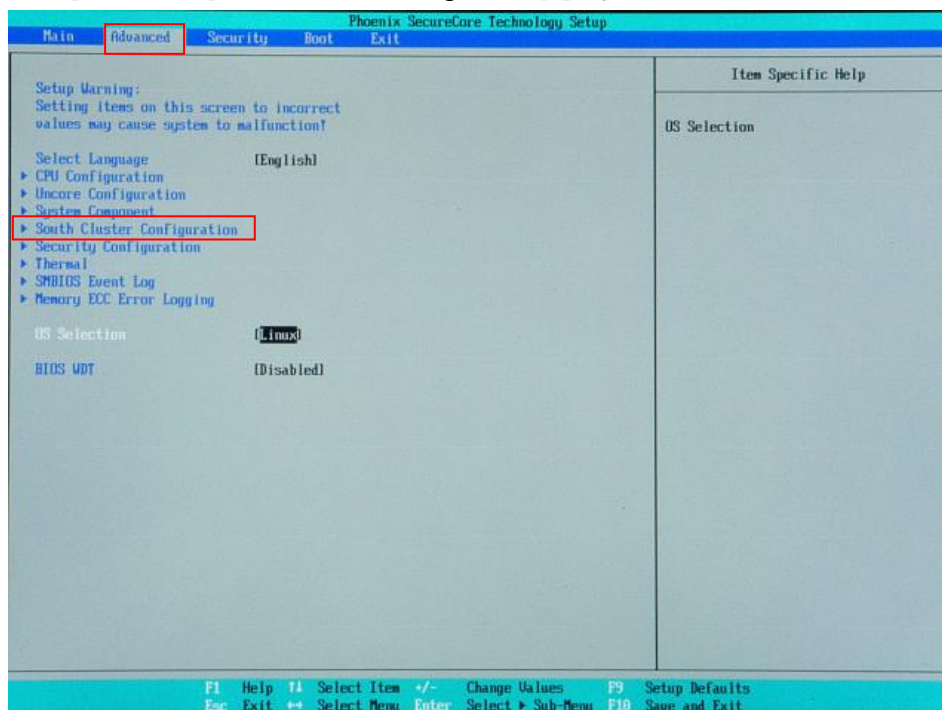 Phoenix SecureCore Technology Setup
Main Advanced Security Boot Exit
Item Specific Help
Setup Warning:
Setting items on this screen to incorrect
values may cause system to malfunction!
OS Selection
Select Language [English]
▶ CPU Configuration
▶ Uncore Configuration
▶ System Component
▶ South Cluster Configuration
▶ Security Configuration
▶ Thermal
▶ SMBIOS Event Log
▶ Memory ECC Error Logging
OS Selection [Linux]
BIOS WDT [Disabled]
F1 Help ↑↓ Select Item +/- Change Values F9 Setup Defaults
Esc Exit ↔ Select Menu Enter Select ▶ Sub-Menu F10 Save and Exit